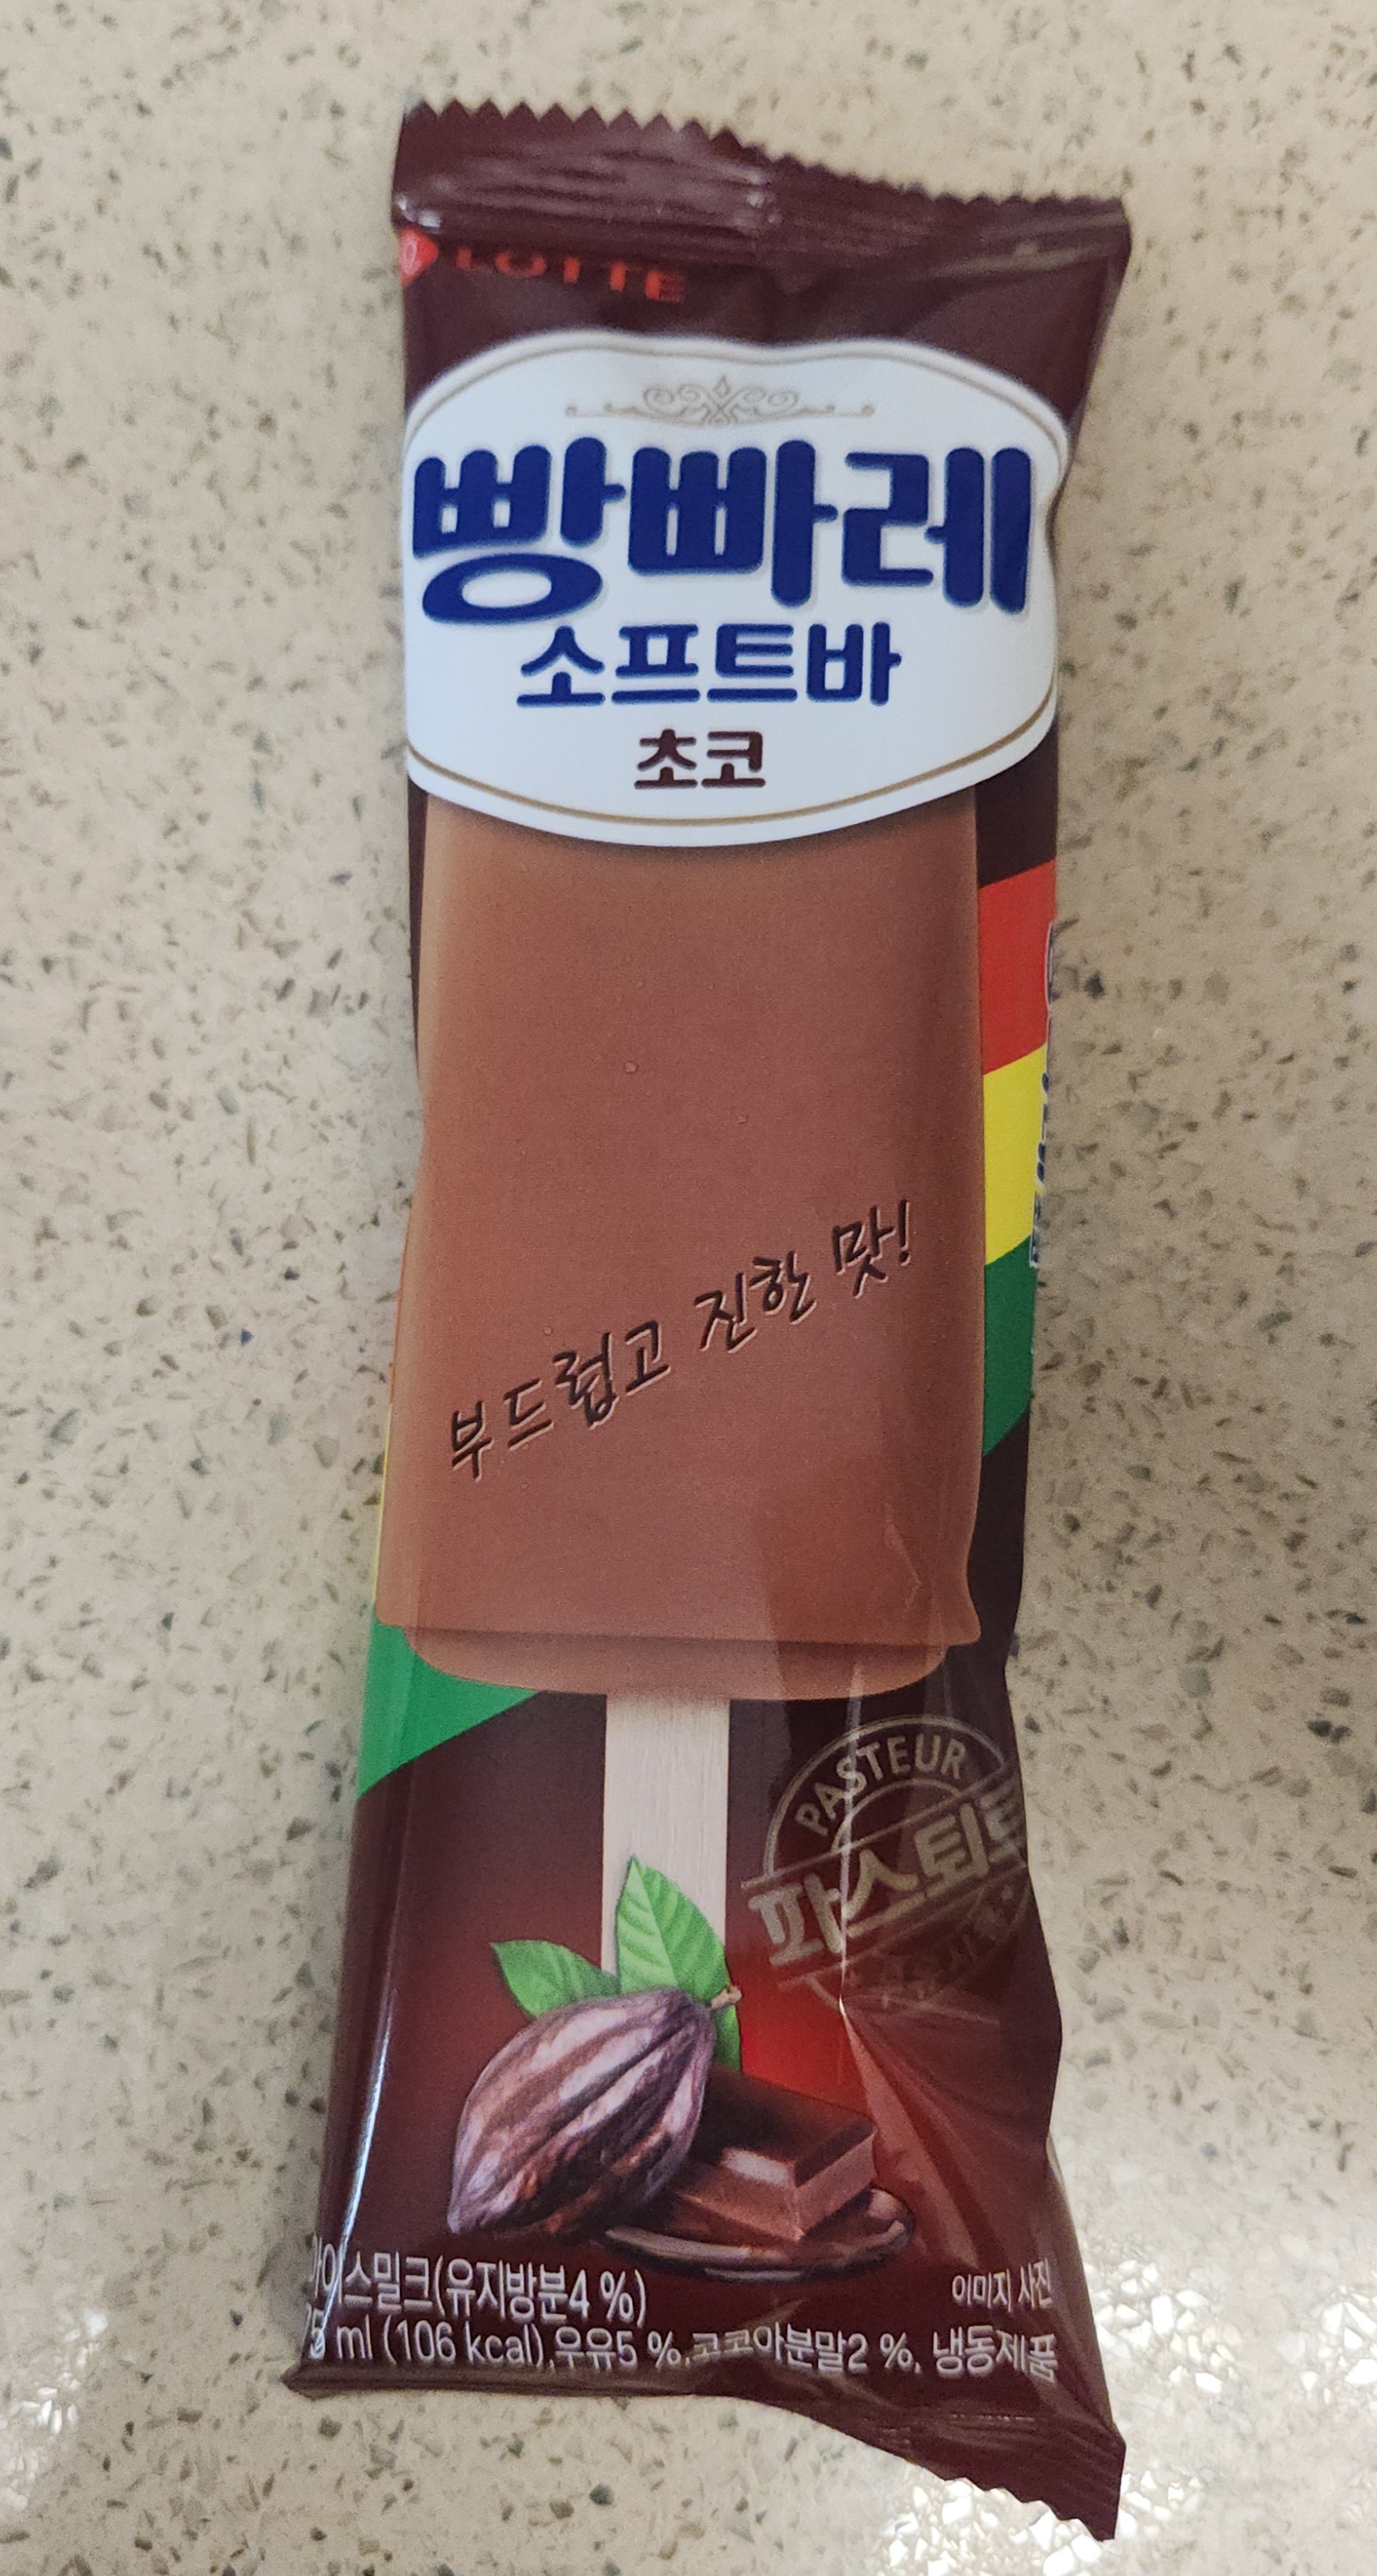 LOTTE
빵빠레
소프트바
초코
부드럽고 진한 맛!
PASTEUR
파스퇴르
아이스밀크(유지방분4 %)
이미지 사진
ml (106 kcal),우유5 %,코코아분말2 %, 냉동제품